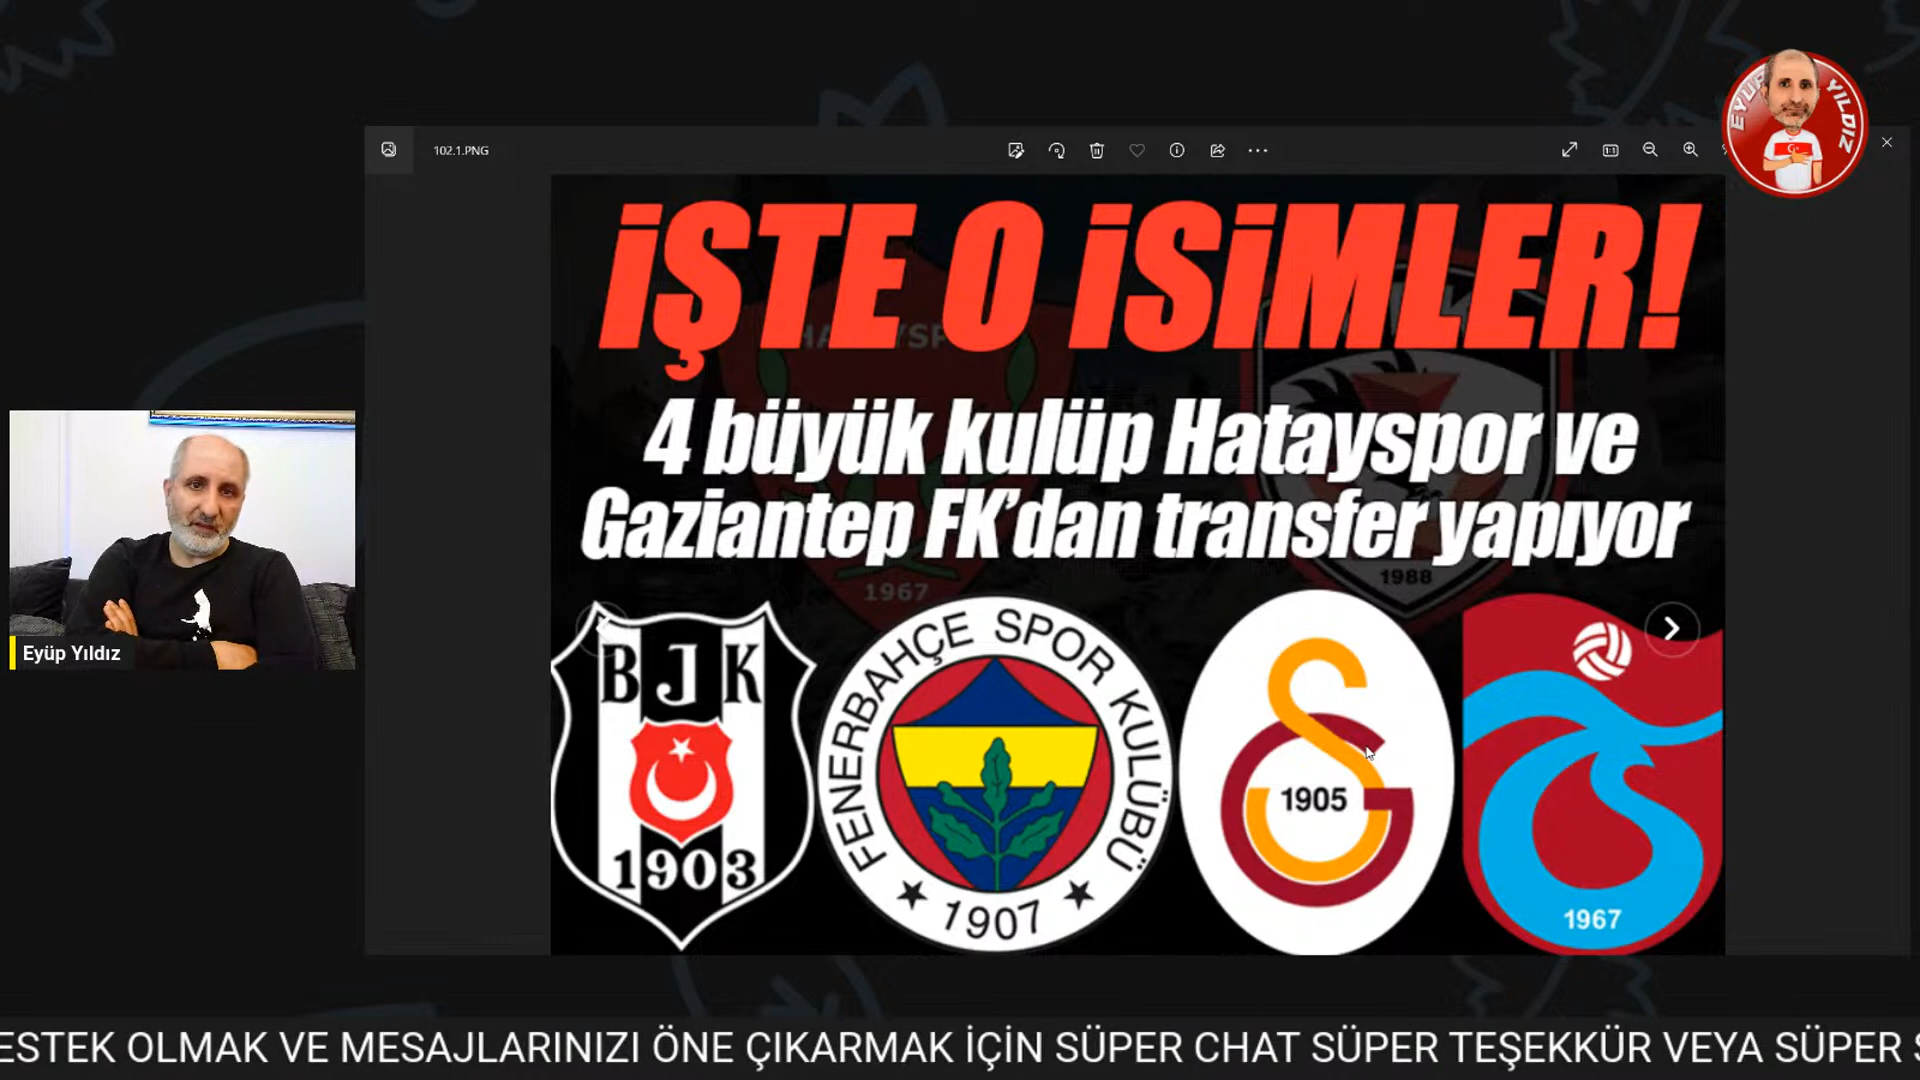 EYÜP YILDIZ
102.1.PNG
İŞTE O İSİMLER!
HATAYSPOR
4 büyük kulüp Hatayspor ve
Gaziantep FK'dan transfer yapıyor
1967
1988
BJK
1903
FENERBAHÇE SPOR KULÜBÜ
1907
1905
1967
Eyüp Yıldız
ESTEK OLMAK VE MESAJLARINIZI ÖNE ÇIKARMAK İÇİN SÜPER CHAT SÜPER TEŞEKKÜR VEYA SÜPER S